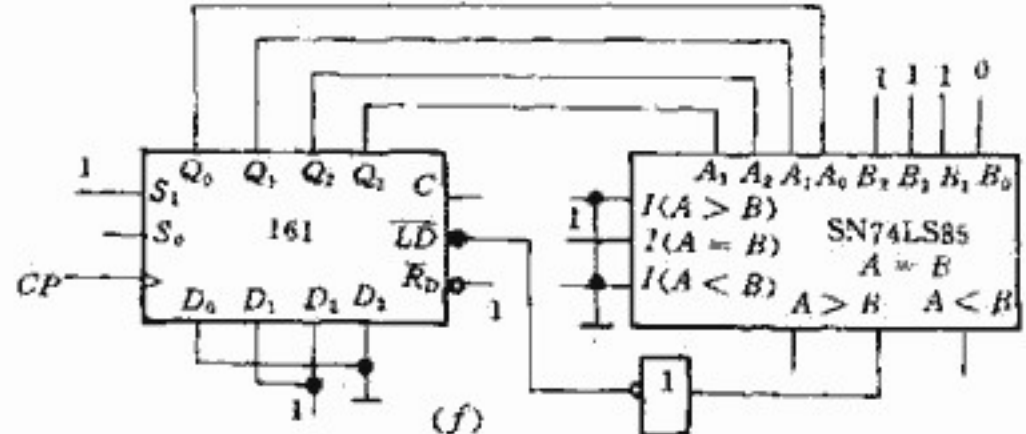 1 1 1 0
1
Q₀ Q₁ Q₂ Q₃ C
A₃ A₂ A₁ A₀ B₃ B₂ B₁ B₀
S₁
1
I(A > B)
S₀ 161 LD
I(A = B) SN74LS85
A = B
CP R_D
I(A < B)
D₀ D₁ D₂ D₃
1
A > B A < B
1
1
(f)